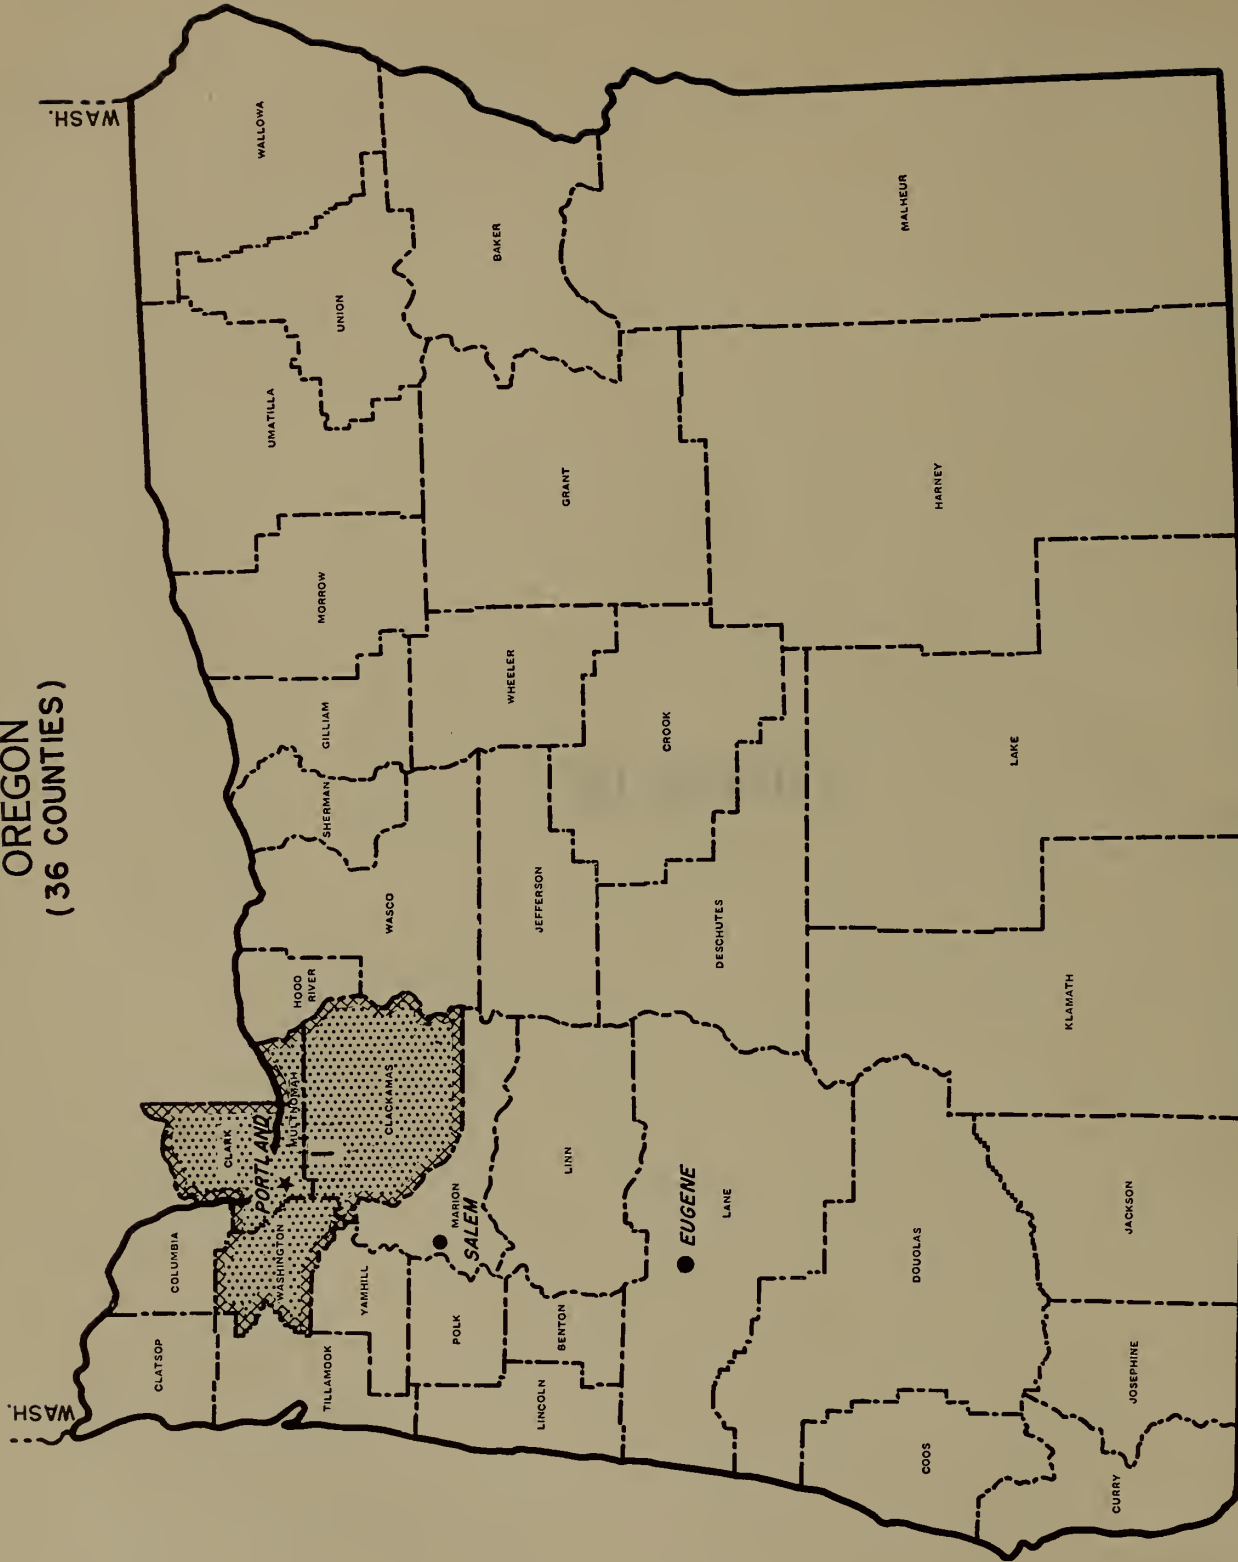 OREGON
(36 COUNTIES)
WASH.
WASH.
CLATSOP
COLUMBIA
CLARK
PORTLAND
MULTNOMAH
HOOD
RIVER
WASCO
SHERMAN
GILLIAM
MORROW
UMATILLA
UNION
WALLOWA
TILLAMOOK
WASHINGTON
YAMHILL
CLACKAMAS
POLK
MARION
SALEM
WHEELER
GRANT
BAKER
LINCOLN
BENTON
LINN
JEFFERSON
CROOK
EUGENE
LANE
DESCHUTES
MALHEUR
HARNEY
COOS
DOUGLAS
KLAMATH
LAKE
CURRY
JOSEPHINE
JACKSON